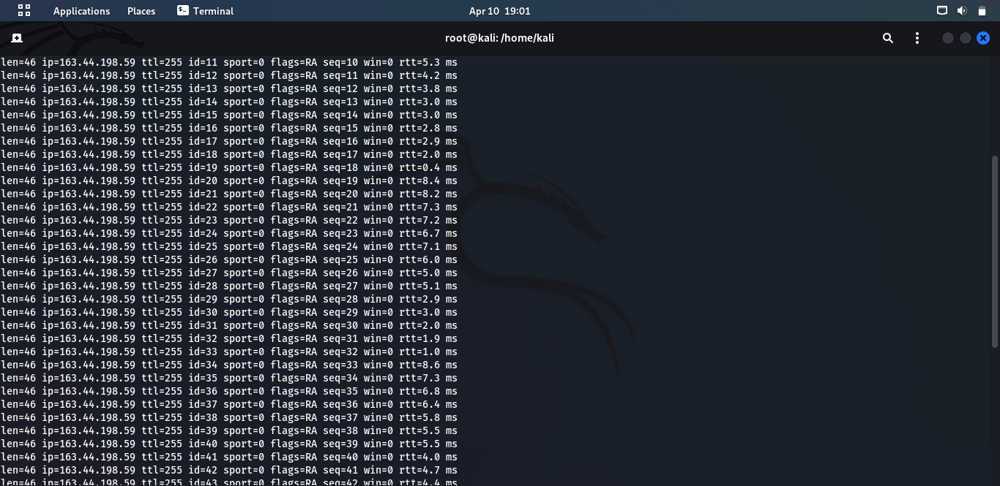 Applications Places Terminal Apr 10 19:01
root@kali: /home/kali
len=46 ip=163.44.198.59 ttl=255 id=11 sport=0 flags=RA seq=10 win=0 rtt=5.3 ms
len=46 ip=163.44.198.59 ttl=255 id=12 sport=0 flags=RA seq=11 win=0 rtt=4.2 ms
len=46 ip=163.44.198.59 ttl=255 id=13 sport=0 flags=RA seq=12 win=0 rtt=3.8 ms
len=46 ip=163.44.198.59 ttl=255 id=14 sport=0 flags=RA seq=13 win=0 rtt=3.0 ms
len=46 ip=163.44.198.59 ttl=255 id=15 sport=0 flags=RA seq=14 win=0 rtt=3.0 ms
len=46 ip=163.44.198.59 ttl=255 id=16 sport=0 flags=RA seq=15 win=0 rtt=2.8 ms
len=46 ip=163.44.198.59 ttl=255 id=17 sport=0 flags=RA seq=16 win=0 rtt=2.9 ms
len=46 ip=163.44.198.59 ttl=255 id=18 sport=0 flags=RA seq=17 win=0 rtt=2.0 ms
len=46 ip=163.44.198.59 ttl=255 id=19 sport=0 flags=RA seq=18 win=0 rtt=0.4 ms
len=46 ip=163.44.198.59 ttl=255 id=20 sport=0 flags=RA seq=19 win=0 rtt=8.4 ms
len=46 ip=163.44.198.59 ttl=255 id=21 sport=0 flags=RA seq=20 win=0 rtt=8.2 ms
len=46 ip=163.44.198.59 ttl=255 id=22 sport=0 flags=RA seq=21 win=0 rtt=7.3 ms
len=46 ip=163.44.198.59 ttl=255 id=23 sport=0 flags=RA seq=22 win=0 rtt=7.2 ms
len=46 ip=163.44.198.59 ttl=255 id=24 sport=0 flags=RA seq=23 win=0 rtt=6.7 ms
len=46 ip=163.44.198.59 ttl=255 id=25 sport=0 flags=RA seq=24 win=0 rtt=7.1 ms
len=46 ip=163.44.198.59 ttl=255 id=26 sport=0 flags=RA seq=25 win=0 rtt=6.0 ms
len=46 ip=163.44.198.59 ttl=255 id=27 sport=0 flags=RA seq=26 win=0 rtt=5.0 ms
len=46 ip=163.44.198.59 ttl=255 id=28 sport=0 flags=RA seq=27 win=0 rtt=5.1 ms
len=46 ip=163.44.198.59 ttl=255 id=29 sport=0 flags=RA seq=28 win=0 rtt=2.9 ms
len=46 ip=163.44.198.59 ttl=255 id=30 sport=0 flags=RA seq=29 win=0 rtt=3.0 ms
len=46 ip=163.44.198.59 ttl=255 id=31 sport=0 flags=RA seq=30 win=0 rtt=2.0 ms
len=46 ip=163.44.198.59 ttl=255 id=32 sport=0 flags=RA seq=31 win=0 rtt=1.9 ms
len=46 ip=163.44.198.59 ttl=255 id=33 sport=0 flags=RA seq=32 win=0 rtt=1.0 ms
len=46 ip=163.44.198.59 ttl=255 id=34 sport=0 flags=RA seq=33 win=0 rtt=8.6 ms
len=46 ip=163.44.198.59 ttl=255 id=35 sport=0 flags=RA seq=34 win=0 rtt=7.3 ms
len=46 ip=163.44.198.59 ttl=255 id=36 sport=0 flags=RA seq=35 win=0 rtt=6.8 ms
len=46 ip=163.44.198.59 ttl=255 id=37 sport=0 flags=RA seq=36 win=0 rtt=6.4 ms
len=46 ip=163.44.198.59 ttl=255 id=38 sport=0 flags=RA seq=37 win=0 rtt=5.8 ms
len=46 ip=163.44.198.59 ttl=255 id=39 sport=0 flags=RA seq=38 win=0 rtt=5.5 ms
len=46 ip=163.44.198.59 ttl=255 id=40 sport=0 flags=RA seq=39 win=0 rtt=5.5 ms
len=46 ip=163.44.198.59 ttl=255 id=41 sport=0 flags=RA seq=40 win=0 rtt=4.0 ms
len=46 ip=163.44.198.59 ttl=255 id=42 sport=0 flags=RA seq=41 win=0 rtt=4.7 ms
len=46 ip=163.44.198.59 ttl=255 id=43 sport=0 flags=RA seq=42 win=0 rtt=4.4 ms